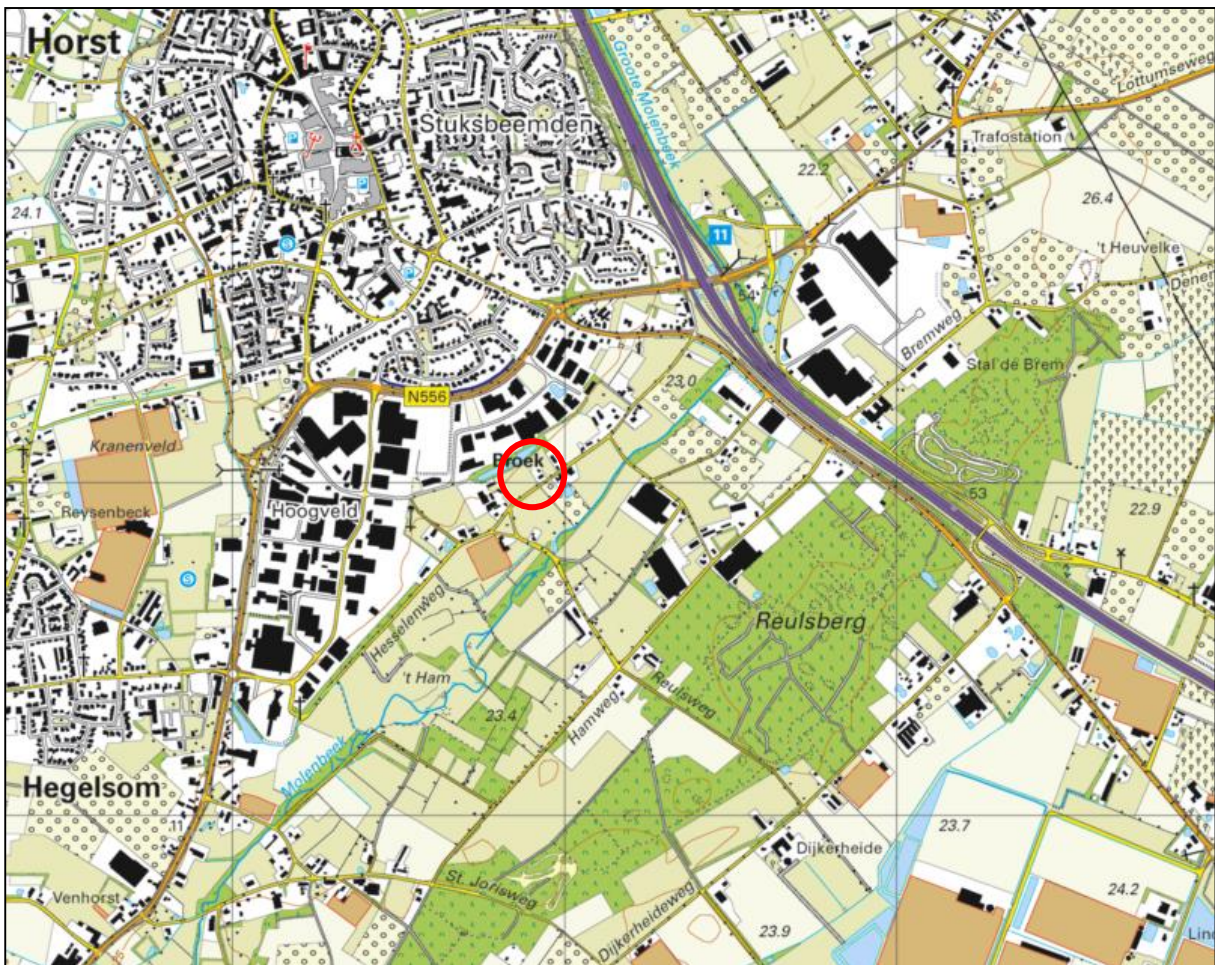 Horst
Groote Molenbeek
Lottumseweg
Stuksbeemden
Trafostation
P
22.2
26.4
1
P
24.1
11
S
't Heuvelke
P
54
Bremweg
Stal de Brem
23.0
N556
Kranenveld
Broek
53
Reysenbeck
Hoogveld
22.9
S
Hesselenweg
Reulsberg
't Ham
Reulsweg
23.4
Hamweg
Molenbeek
Hegelsom
11
23.7
Dijkerheide
St. Jorisweg
24.2
Venhorst
Dijkerheideweg
23.9